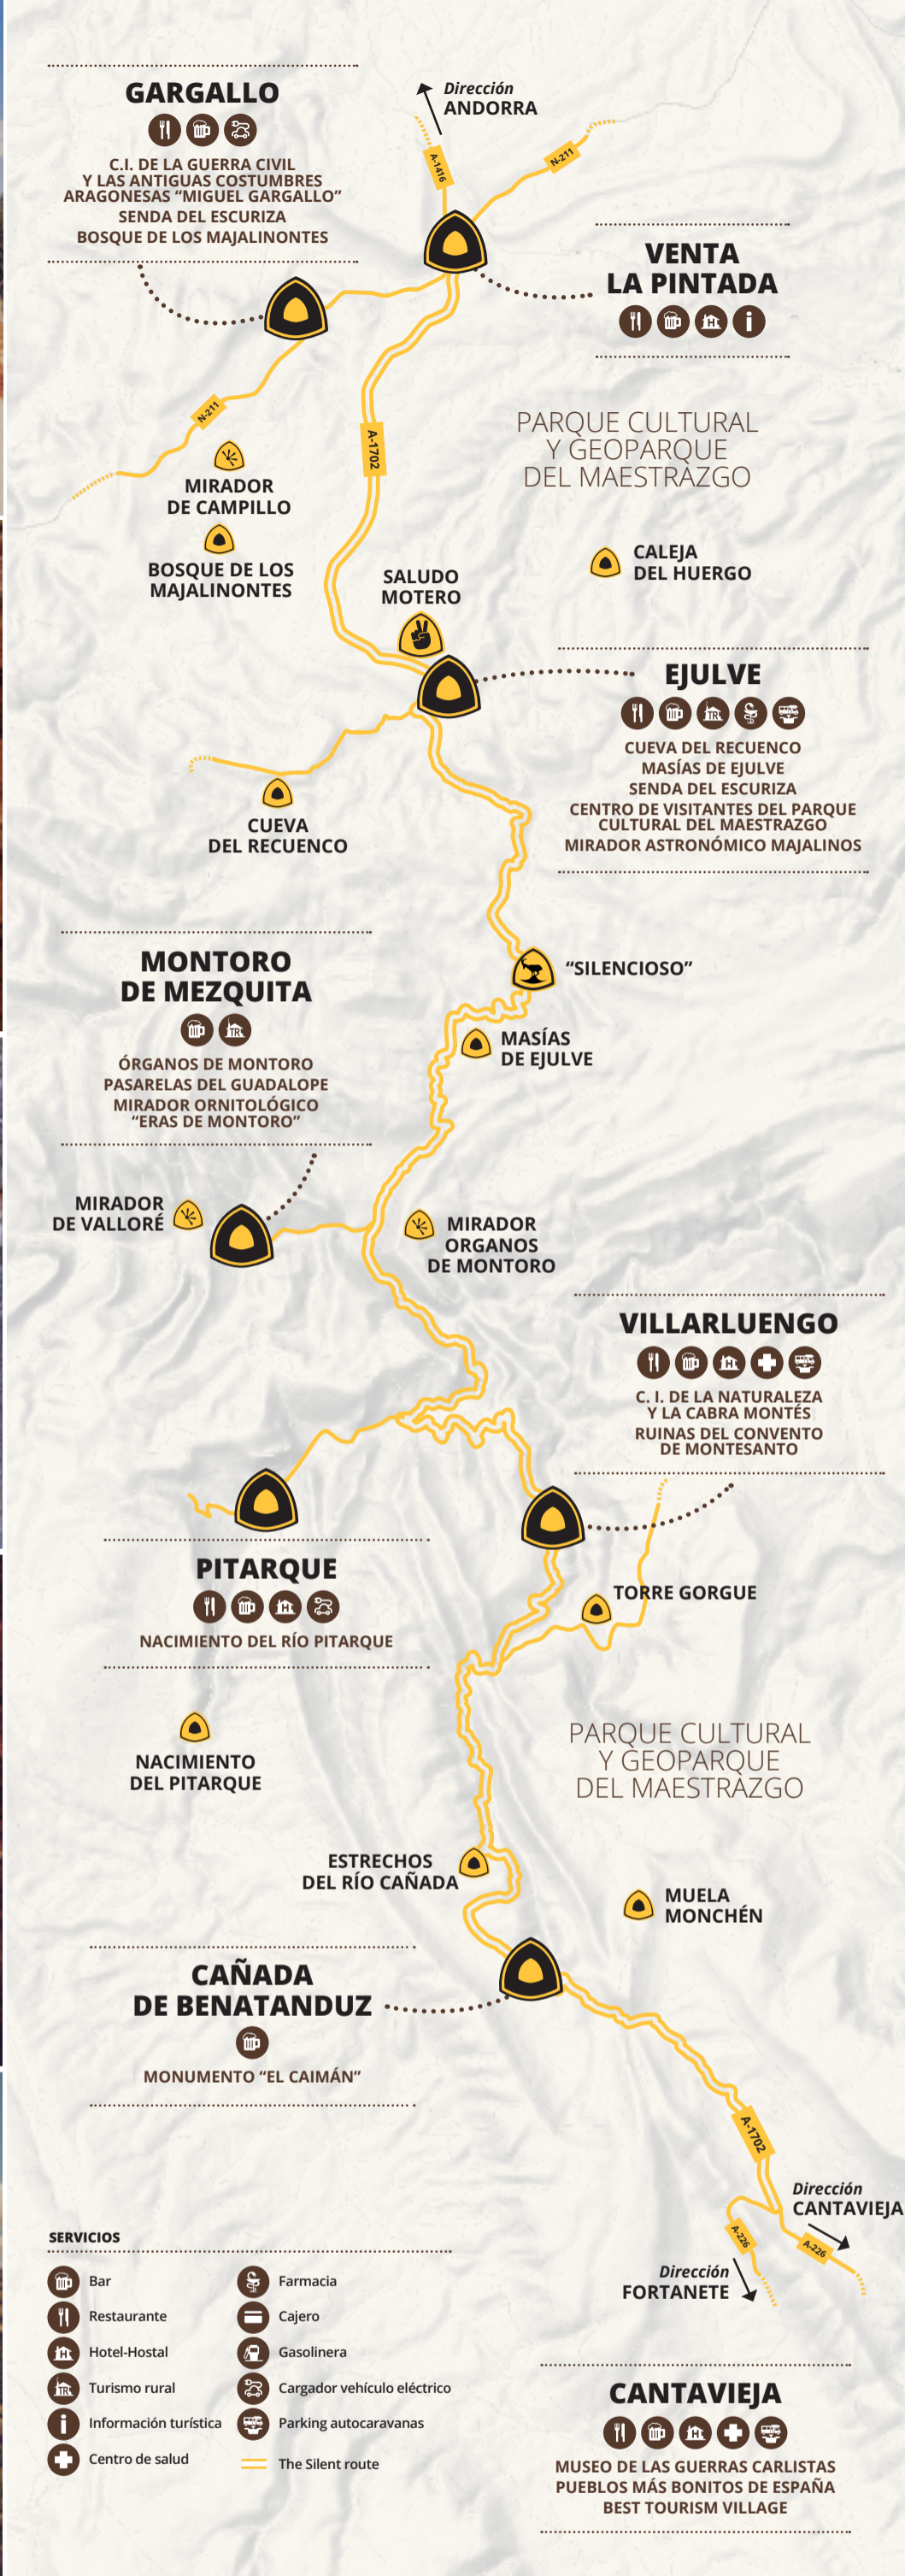 GARGALLO
C.I. DE LA GUERRA CIVIL
Y LAS ANTIGUAS COSTUMBRES
ARAGONESAS “MIGUEL GARGALLO”
SENDA DEL ESCURIZA
BOSQUE DE LOS MAJALINONTES
Dirección
ANDORRA
A-1416
N-211
VENTA
LA PINTADA
N-211
A-1702
PARQUE CULTURAL
Y GEOPARQUE
DEL MAESTRAZGO
MIRADOR
DE CAMPILLO
BOSQUE DE LOS
MAJALINONTES
CALEJA
DEL HUERGO
SALUDO
MOTERO
EJULVE
TR
CUEVA DEL RECUENCO
MASÍAS DE EJULVE
SENDA DEL ESCURIZA
CENTRO DE VISITANTES DEL PARQUE
CULTURAL DEL MAESTRAZGO
MIRADOR ASTRONÓMICO MAJALINOS
CUEVA
DEL RECUENCO
“SILENCIOSO”
MONTORO
DE MEZQUITA
TR
ÓRGANOS DE MONTORO
PASARELAS DEL GUADALOPE
MIRADOR ORNITOLÓGICO
“ERAS DE MONTORO”
MASÍAS
DE EJULVE
MIRADOR
DE VALLORÉ
MIRADOR
ORGANOS
DE MONTORO
VILLARLUENGO
H
C. I. DE LA NATURALEZA
Y LA CABRA MONTÉS
RUINAS DEL CONVENTO
DE MONTESANTO
PITARQUE
H
NACIMIENTO DEL RÍO PITARQUE
TORRE GORGUE
NACIMIENTO
DEL PITARQUE
PARQUE CULTURAL
Y GEOPARQUE
DEL MAESTRAZGO
ESTRECHOS
DEL RÍO CAÑADA
MUELA
MONCHÉN
CAÑADA
DE BENATANDUZ
MONUMENTO “EL CAIMÁN”
A-1702
Dirección
CANTAVIEJA
A-226
A-226
Dirección
FORTANETE
SERVICIOS
Bar
Restaurante
H Hotel-Hostal
TR Turismo rural
i Información turística
Centro de salud
Farmacia
Cajero
Gasolinera
Cargador vehículo eléctrico
Parking autocaravanas
The Silent route
CANTAVIEJA
H
MUSEO DE LAS GUERRAS CARLISTAS
PUEBLOS MÁS BONITOS DE ESPAÑA
BEST TOURISM VILLAGE